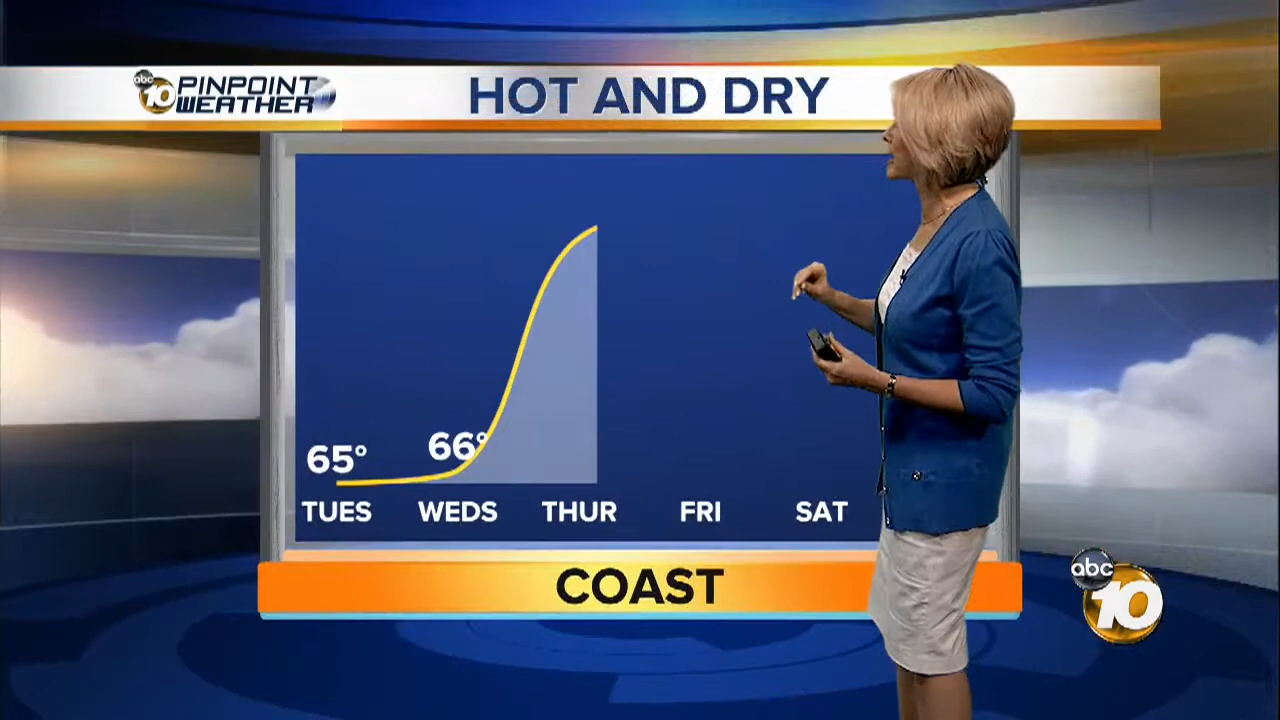 abc 10 PINPOINT WEATHER
HOT AND DRY
65° 66°
TUES WEDS THUR FRI SAT
COAST
abc 10